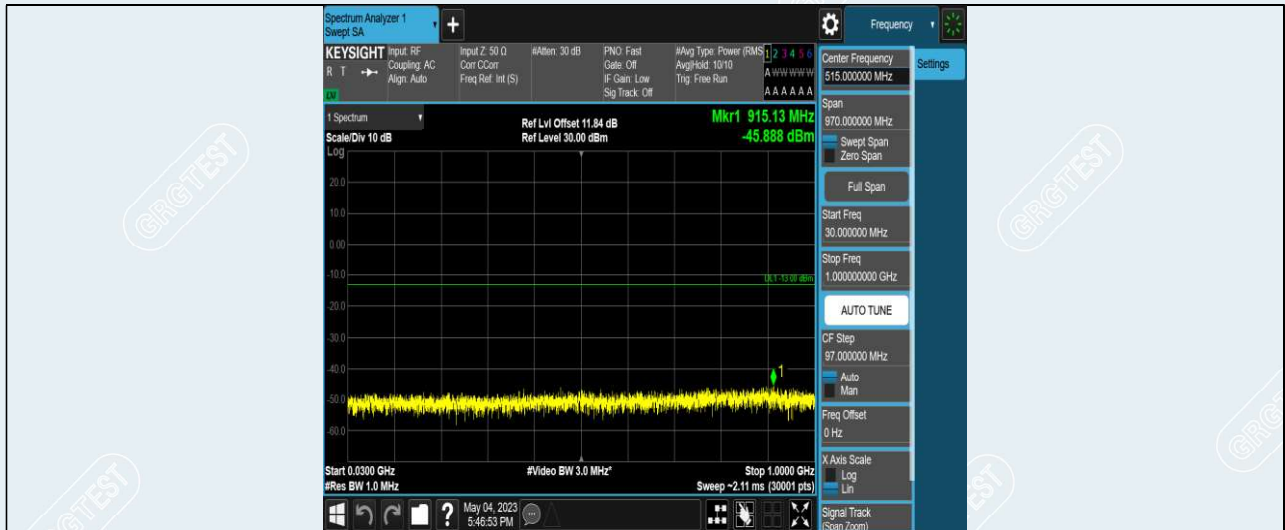 Spectrum Analyzer 1
Swept SA
+
Frequency
KEYSIGHT
R T
Input: RF
Coupling: AC
Align: Auto
Input Z: 50 Ω
Corr CCorr
Freq Ref: Int (S)
#Atten: 30 dB
PNO: Fast
Gate: Off
IF Gain: Low
Sig Track: Off
#Avg Type: Power (RMS
Avg|Hold: 10/10
Trig: Free Run
1 2 3 4 5 6
A W W W W W
A A A A A A
1 Spectrum
Scale/Div 10 dB
Log
Ref Lvl Offset 11.84 dB
Ref Level 30.00 dBm
Mkr1 915.13 MHz
-45.888 dBm
20.0
10.0
0.00
-10.0
DL1 -13.00 dBm
-20.0
-30.0
-40.0
1
-50.0
-60.0
Start 0.0300 GHz
#Video BW 3.0 MHz*
Stop 1.0000 GHz
#Res BW 1.0 MHz
Sweep ~2.11 ms (30001 pts)
?
May 04, 2023
5:46:53 PM
Center Frequency
515.000000 MHz
Settings
Span
970.000000 MHz
Swept Span
Zero Span
Full Span
Start Freq
30.000000 MHz
Stop Freq
1.000000000 GHz
AUTO TUNE
CF Step
97.000000 MHz
Auto
Man
Freq Offset
0 Hz
X Axis Scale
Log
Lin
Signal Track
(Span Zoom)
GRGTEST
GRGTEST
GRGTEST
GRGTEST